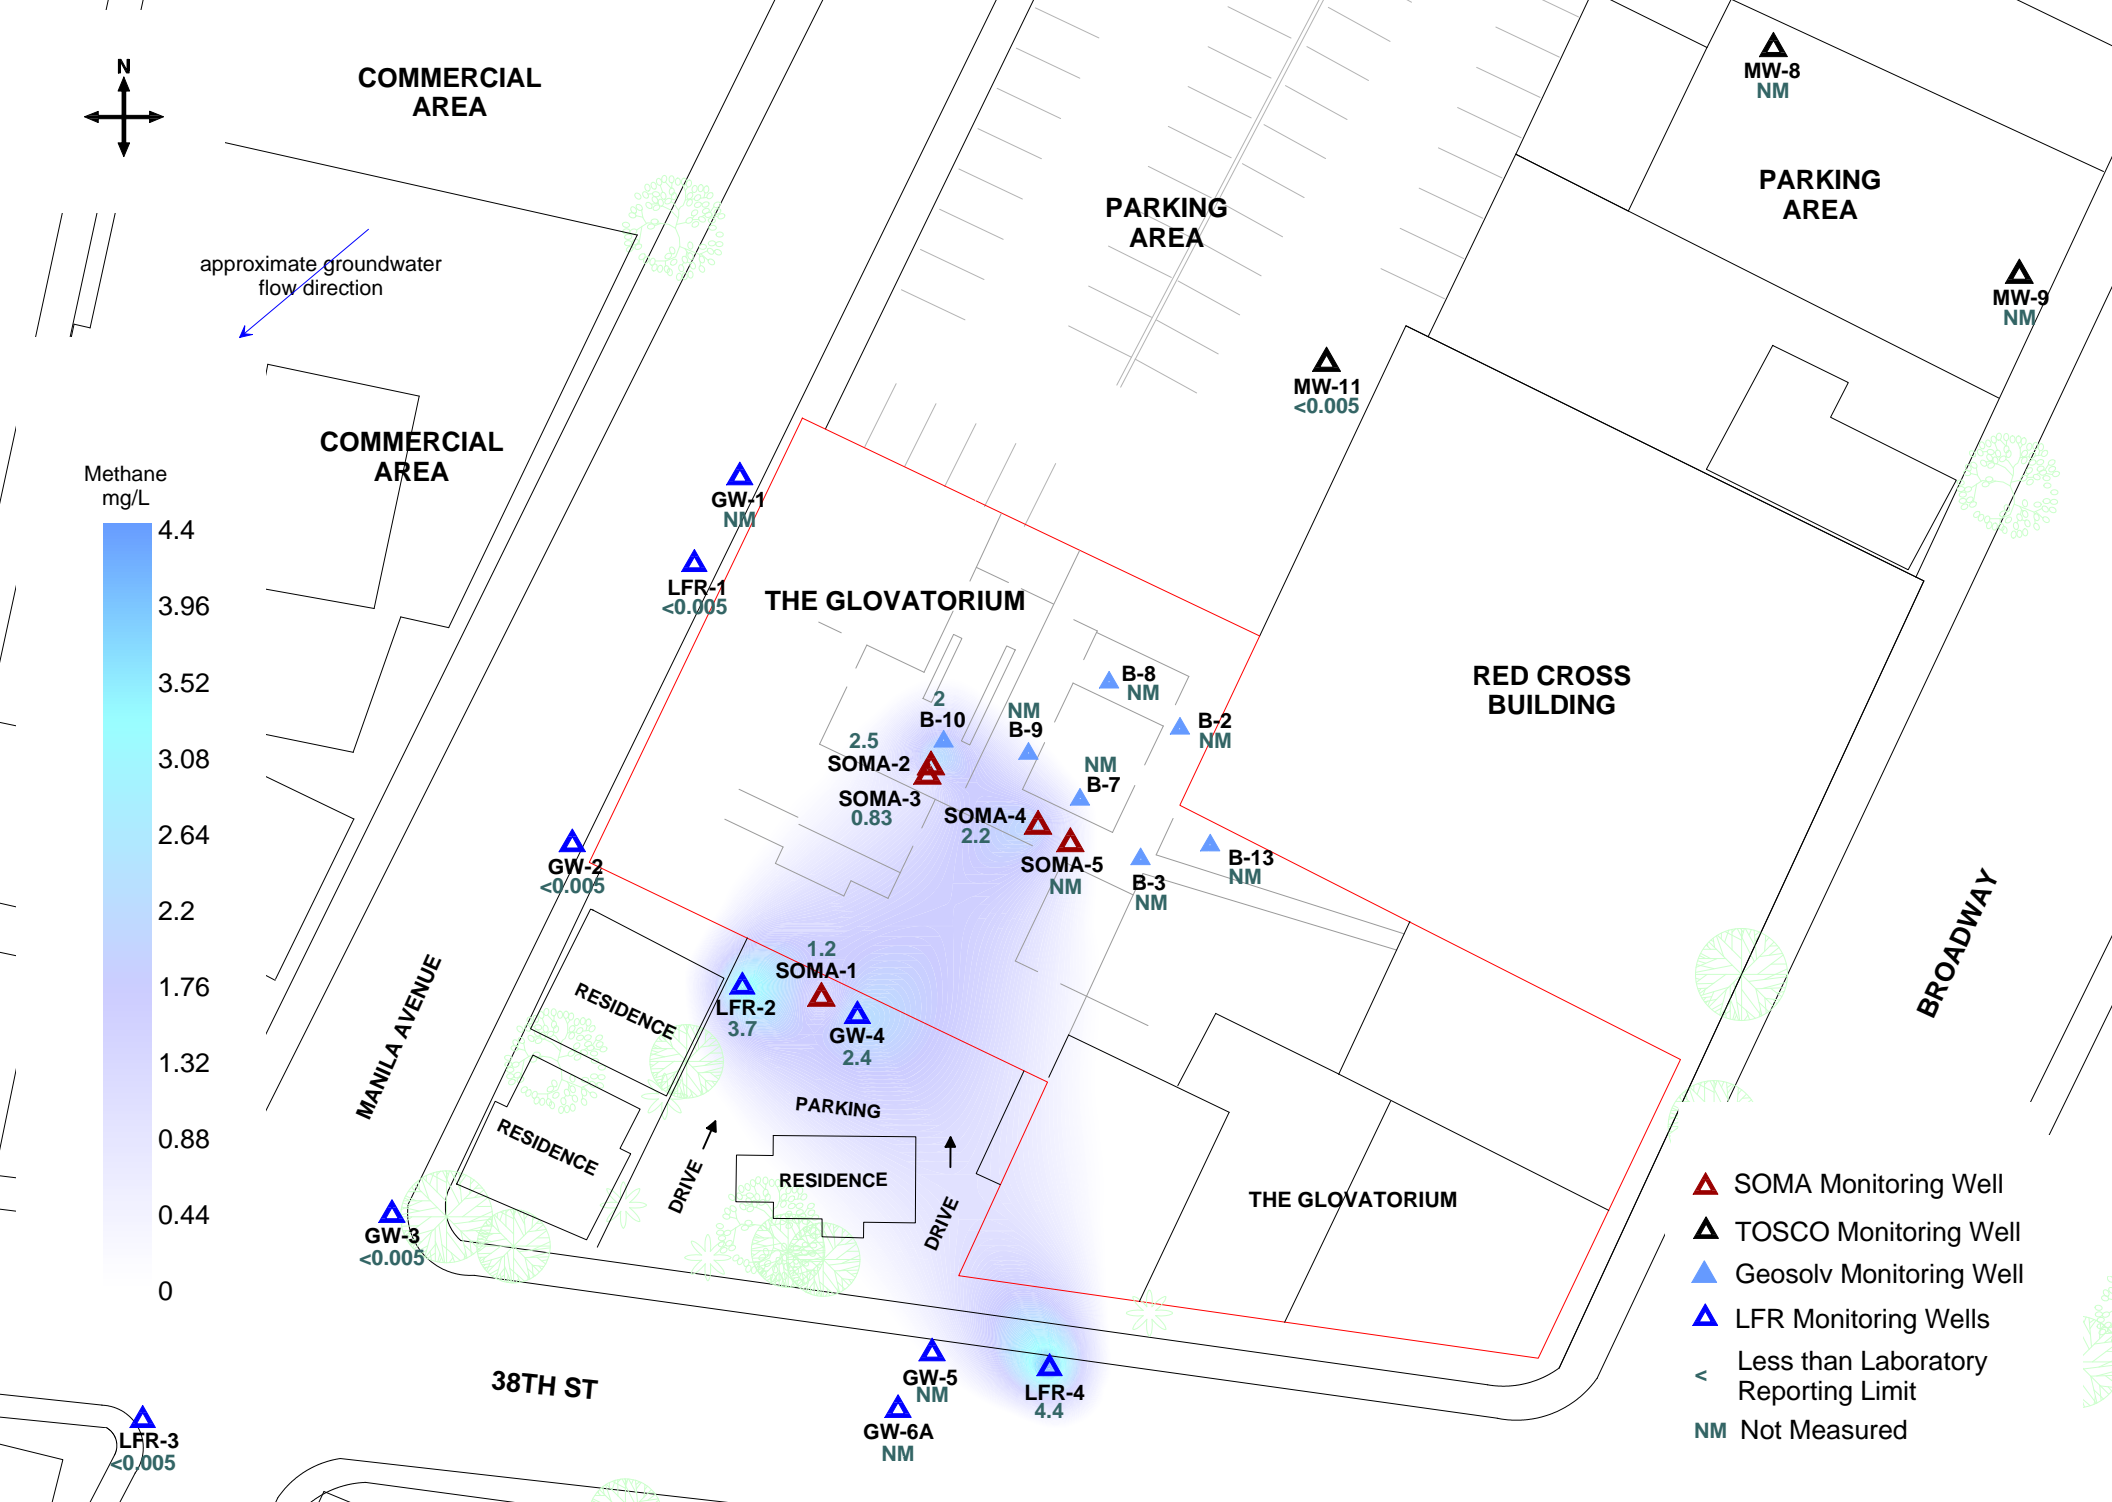 N
COMMERCIAL
AREA
MW-8
NM
PARKING
AREA
PARKING
AREA
approximate groundwater
flow direction
MW-9
NM
MW-11
<0.005
COMMERCIAL
AREA
Methane
mg/L
4.4
3.96
3.52
3.08
2.64
2.2
1.76
1.32
0.88
0.44
0
GW-1
NM
LFR-1
<0.005
THE GLOVATORIUM
RED CROSS
BUILDING
B-8
NM
2
B-10
NM
B-9
B-2
NM
2.5
SOMA-2
NM
B-7
SOMA-3
0.83
SOMA-4
2.2
SOMA-5
NM
B-13
NM
B-3
NM
GW-2
<0.005
BROADWAY
1.2
SOMA-1
MANILA AVENUE
RESIDENCE
LFR-2
3.7
GW-4
2.4
PARKING
RESIDENCE
RESIDENCE
DRIVE
DRIVE
THE GLOVATORIUM
GW-3
<0.005
38TH ST
GW-5
NM
LFR-4
4.4
GW-6A
NM
LFR-3
<0.005
SOMA Monitoring Well
TOSCO Monitoring Well
Geosolv Monitoring Well
LFR Monitoring Wells
< Less than Laboratory
Reporting Limit
NM Not Measured